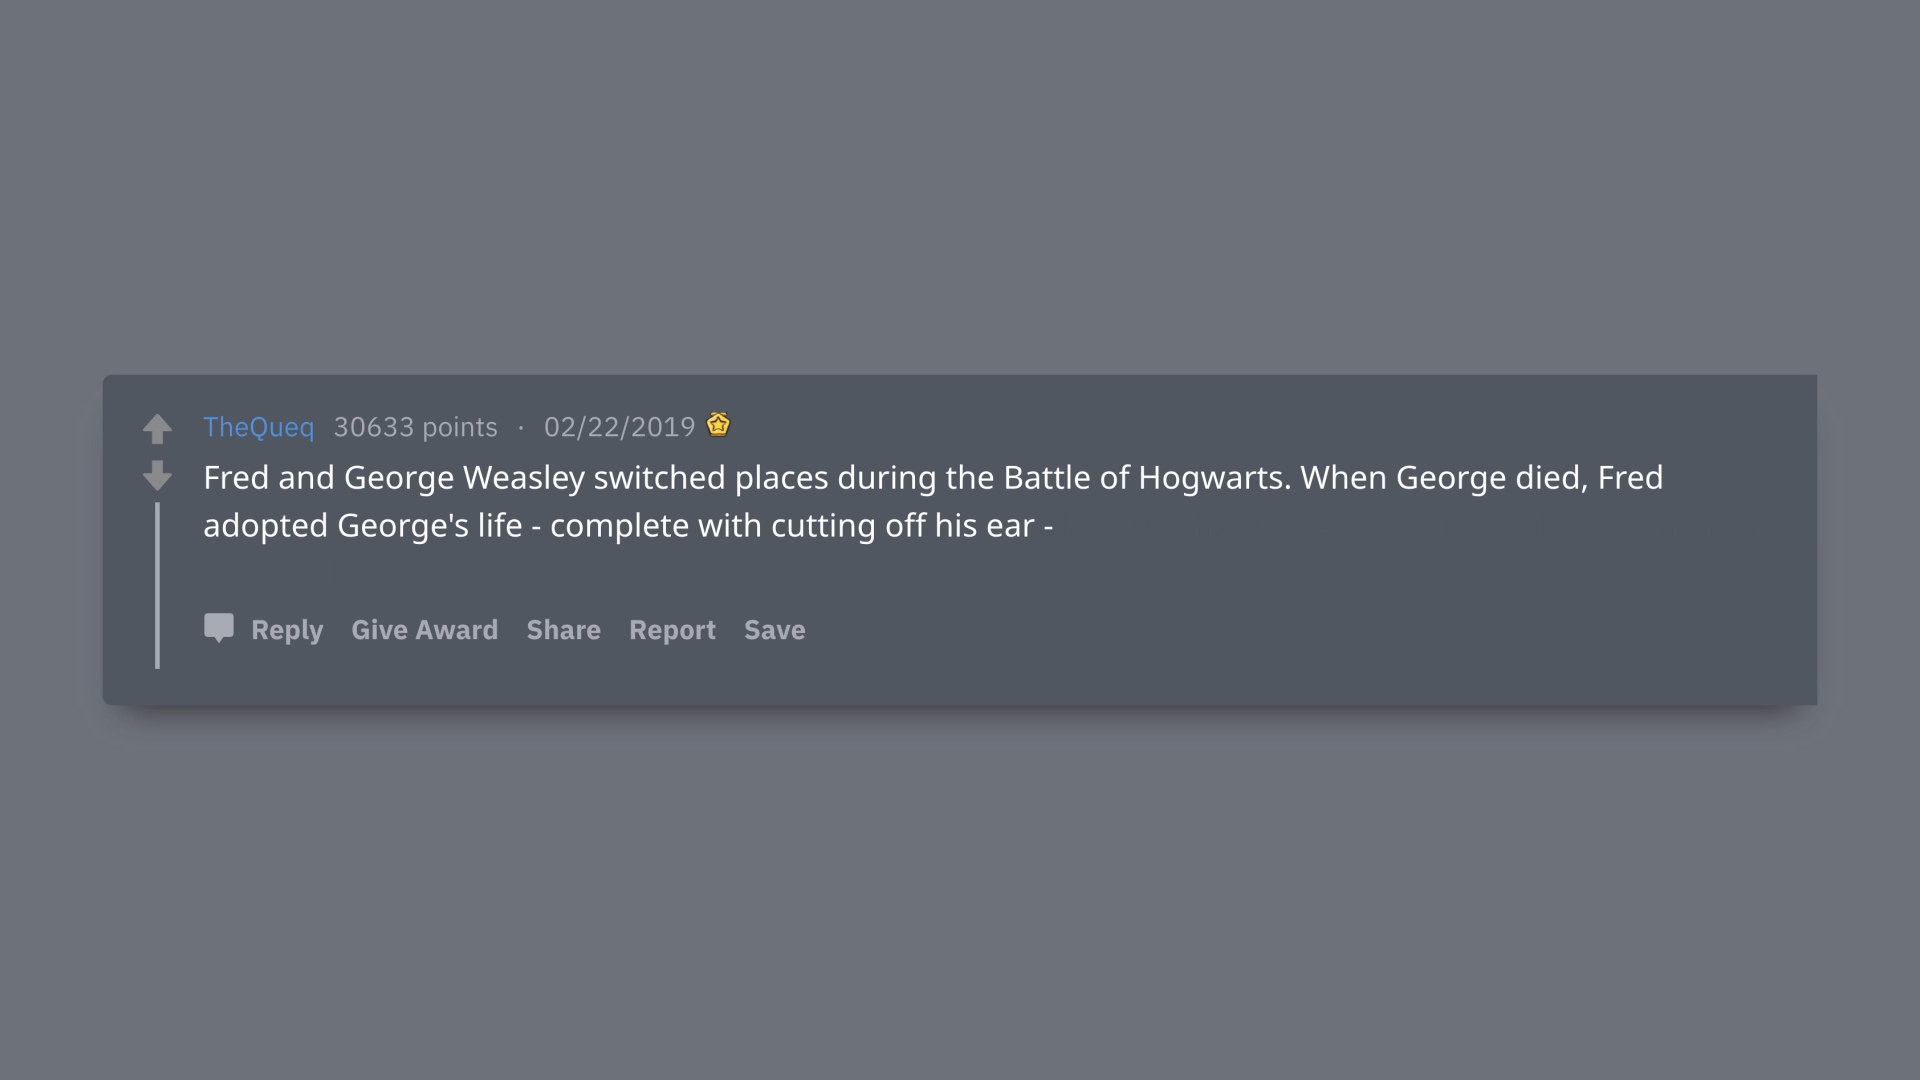 TheQueq 30633 points · 02/22/2019
Fred and George Weasley switched places during the Battle of Hogwarts. When George died, Fred
adopted George's life - complete with cutting off his ear -
Reply Give Award Share Report Save